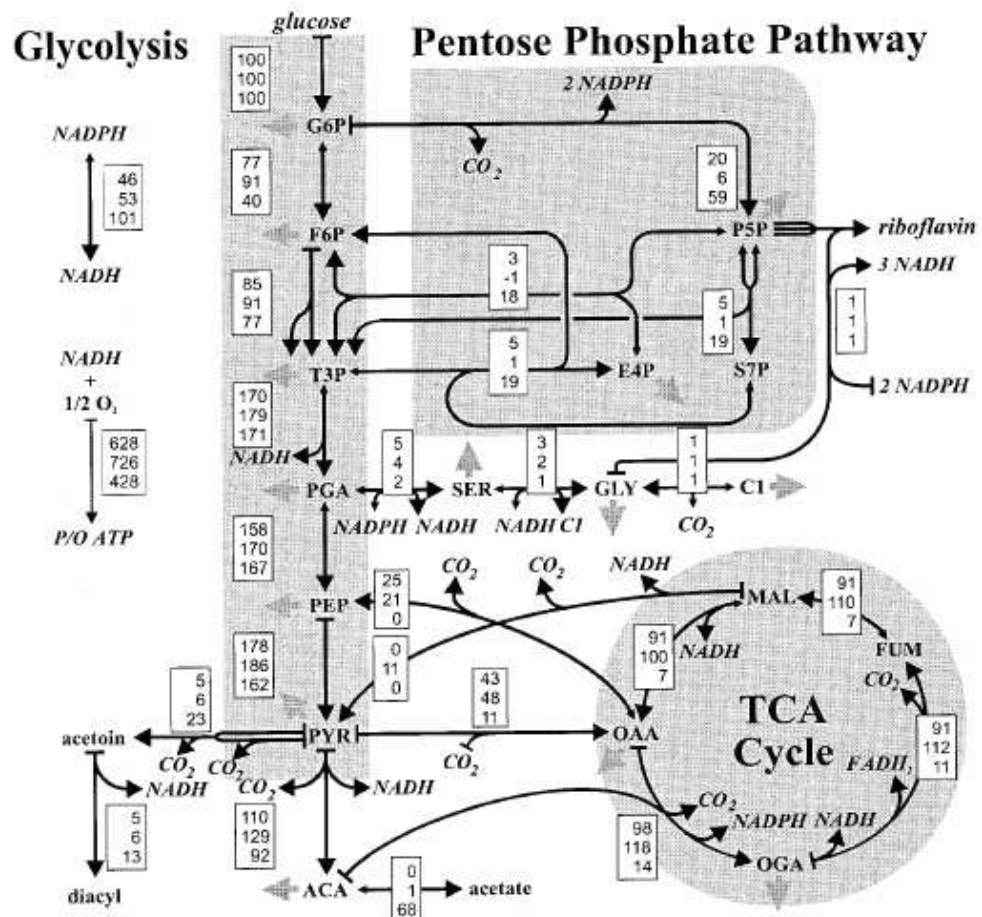 Glycolysis
glucose
Pentose Phosphate Pathway
100
100
100
2 NADPH
NADPH
G6P
CO2
46
53
101
77
91
40
20
6
59
NADH
F6P
P5P
riboflavin
3 NADH
85
91
77
3
-1
18
5
1
19
1
1
1
NADH
+
1/2 O2
5
1
19
T3P
E4P
S7P
2 NADPH
170
179
171
NADH
628
726
428
5
4
2
3
2
1
1
1
1
PGA
SER
GLY
C1
P/O ATP
NADPH
NADH
NADH
C1
CO2
158
170
167
25
21
0
CO2
CO2
NADH
PEP
MAL
91
110
7
178
186
162
0
11
0
91
100
7
NADH
FUM
CO2
5
6
23
43
48
11
TCA
Cycle
acetoin
PYR
OAA
91
112
11
CO2
CO2
CO2
NADH
CO2
NADH
FADH2
5
6
13
110
129
92
98
118
14
CO2
NADPH
NADH
OGA
diacyl
ACA
0
1
68
acetate